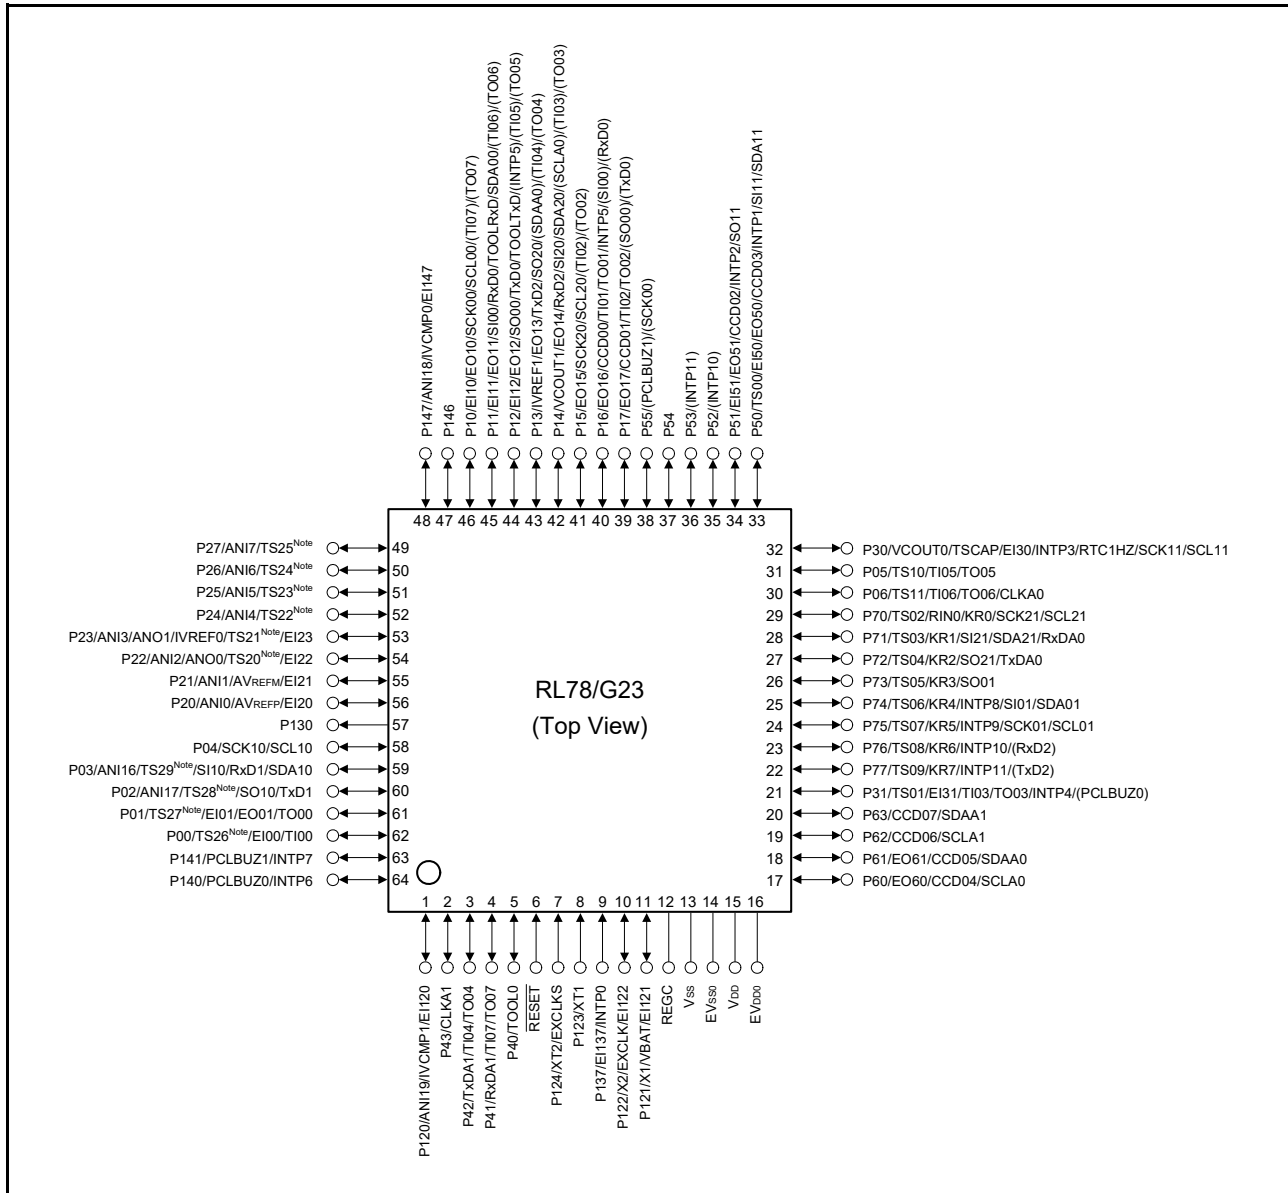 P147/ANI18/IVCMP0/EI147
P146
P10/EI10/EO10/SCK00/SCL00/(TI07)/(TO07)
P11/EI11/EO11/SI00/RxD0/TOOLRxD/SDA00/(TI06)/(TO06)
P12/EI12/EO12/SO00/TxD0/TOOLTxD/(INTP5)/(TI05)/(TO05)
P13/IVREF1/EO13/TxD2/SO20/(SDAA0)/(TI04)/(TO04)
P14/VCOUT1/EO14/RxD2/SI20/SDA20/(SCLA0)/(TI03)/(TO03)
P15/EO15/SCK20/SCL20/(TI02)/(TO02)
P16/EO16/CCD00/TI01/TO01/INTP5/(SI00)/(RxD0)
P17/EO17/CCD01/TI02/TO02/(SO00)/(TxD0)
P55/(PCLBUZ1)/(SCK00)
P54
P53/(INTP11)
P52/(INTP10)
P51/EI51/EO51/CCD02/INTP2/SO11
P50/TS00/EI50/EO50/CCD03/INTP1/SI11/SDA11
48 47 46 45 44 43 42 41 40 39 38 37 36 35 34 33
P27/ANI7/TS25Note 49
P26/ANI6/TS24Note 50
P25/ANI5/TS23Note 51
P24/ANI4/TS22Note 52
P23/ANI3/ANO1/IVREF0/TS21Note/EI23 53
P22/ANI2/ANO0/TS20Note/EI22 54
P21/ANI1/AVREFM/EI21 55
P20/ANI0/AVREFP/EI20 56
P130 57
P04/SCK10/SCL10 58
P03/ANI16/TS29Note/SI10/RxD1/SDA10 59
P02/ANI17/TS28Note/SO10/TxD1 60
P01/TS27Note/EI01/EO01/TO00 61
P00/TS26Note/EI00/TI00 62
P141/PCLBUZ1/INTP7 63
P140/PCLBUZ0/INTP6 64
RL78/G23
(Top View)
32 P30/VCOUT0/TSCAP/EI30/INTP3/RTC1HZ/SCK11/SCL11
31 P05/TS10/TI05/TO05
30 P06/TS11/TI06/TO06/CLKA0
29 P70/TS02/RIN0/KR0/SCK21/SCL21
28 P71/TS03/KR1/SI21/SDA21/RxDA0
27 P72/TS04/KR2/SO21/TxDA0
26 P73/TS05/KR3/SO01
25 P74/TS06/KR4/INTP8/SI01/SDA01
24 P75/TS07/KR5/INTP9/SCK01/SCL01
23 P76/TS08/KR6/INTP10/(RxD2)
22 P77/TS09/KR7/INTP11/(TxD2)
21 P31/TS01/EI31/TI03/TO03/INTP4/(PCLBUZ0)
20 P63/CCD07/SDAA1
19 P62/CCD06/SCLA1
18 P61/EO61/CCD05/SDAA0
17 P60/EO60/CCD04/SCLA0
1 2 3 4 5 6 7 8 9 10 11 12 13 14 15 16
P120/ANI19/IVCMP1/EI120
P43/CLKA1
P42/TxDA1/TI04/TO04
P41/RxDA1/TI07/TO07
P40/TOOL0
RESET
P124/XT2/EXCLKS
P123/XT1
P137/EI137/INTP0
P122/X2/EXCLK/EI122
P121/X1/VBAT/EI121
REGC
VSS
EVSS0
VDD
EVDD0